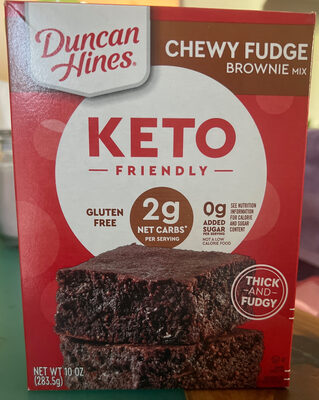 Duncan
Hines®
CHEWY FUDGE
BROWNIE MIX
KETO
FRIENDLY
GLUTEN
FREE
2g
NET CARBS*
PER SERVING
0g
ADDED
SUGAR
PER SERVING
NOT A LOW
CALORIE FOOD
SEE NUTRITION
INFORMATION
FOR CALORIE
AND SUGAR
CONTENT
THICK
AND
FUDGY
NET WT 10 OZ
(283.5g)